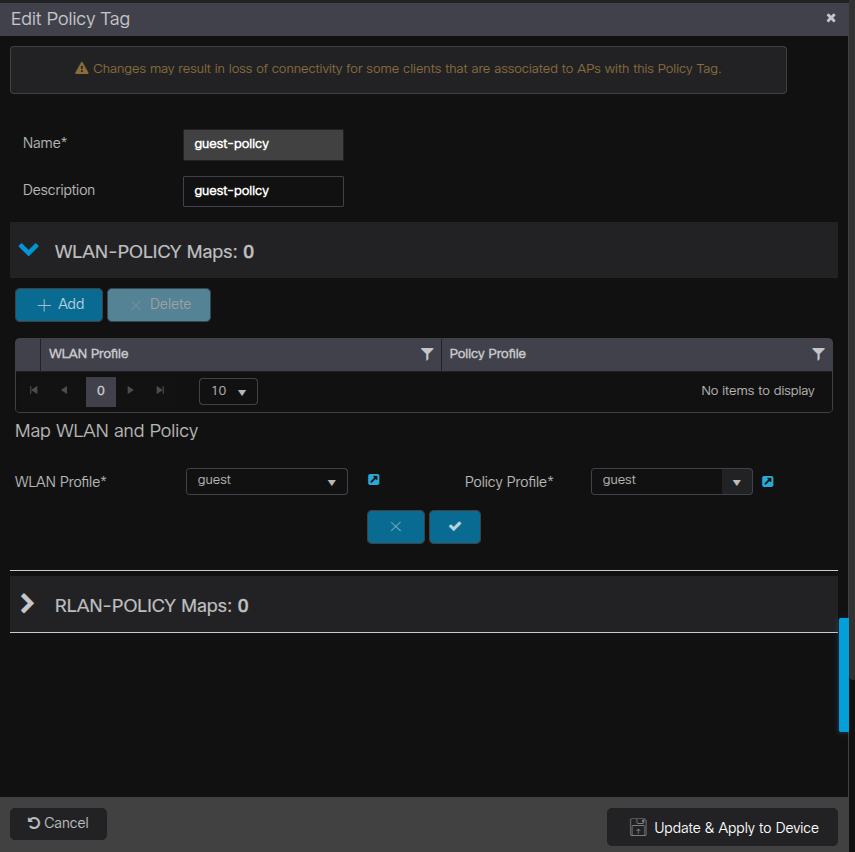 Edit Policy Tag
Changes may result in loss of connectivity for some clients that are associated to APs with this Policy Tag.
Name* guest-policy
Description guest-policy
WLAN-POLICY Maps: 0
Add Delete
WLAN Profile Policy Profile
0 10 No items to display
Map WLAN and Policy
WLAN Profile* guest Policy Profile* guest
RLAN-POLICY Maps: 0
Cancel Update & Apply to Device